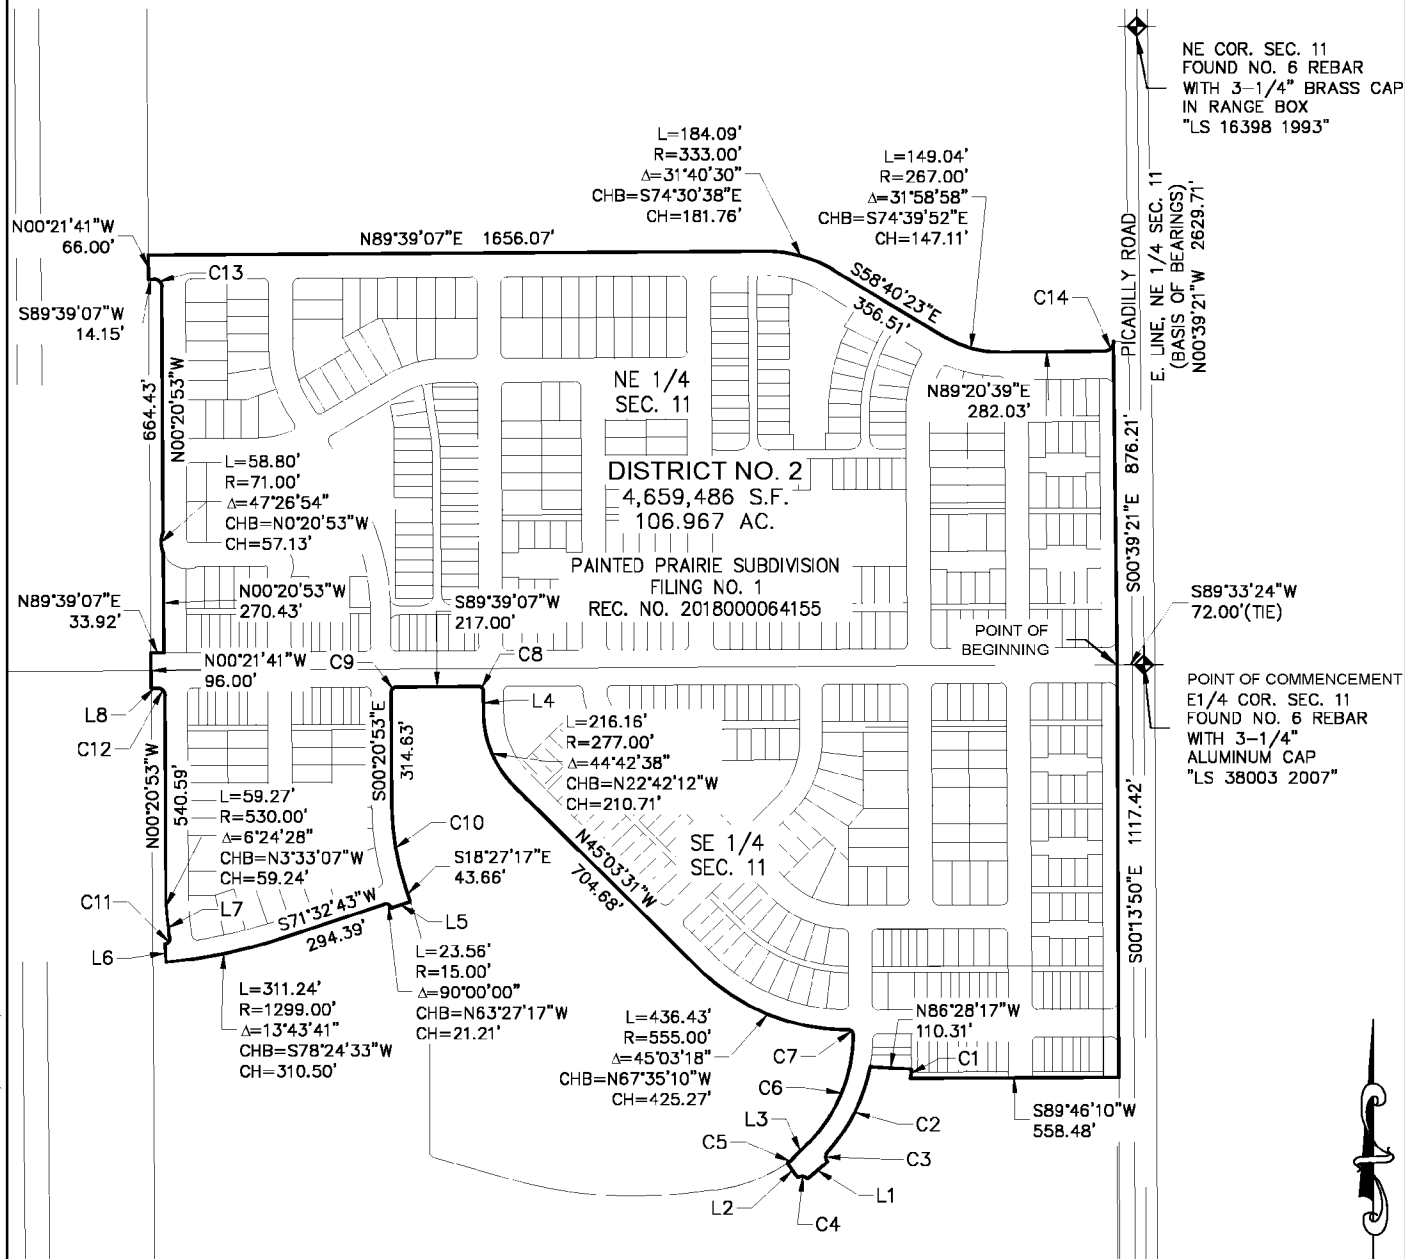 NE COR. SEC. 11
FOUND NO. 6 REBAR
WITH 3-1/4" BRASS CAP
IN RANGE BOX
"LS 16398 1993"
L=184.09'
R=333.00'
Δ=31°40'30"
CHB=S74°30'38"E
CH=181.76'
L=149.04'
R=267.00'
Δ=31°58'58"
CHB=S74°39'52"E
CH=147.11'
PICADILLY ROAD
E. LINE, NE 1/4 SEC. 11
(BASIS OF BEARINGS)
N00°39'21"W 2629.71'
N00°21'41"W
66.00'
N89°39'07"E 1656.07'
C13
S58°40'23"E
356.51'
C14
S89°39'07"W
14.15'
664.43'
N00°20'53"W
NE 1/4
SEC. 11
N89°20'39"E
282.03'
S00°39'21"E 876.21'
DISTRICT NO. 2
4,659,486 S.F.
106.967 AC.
L=58.80'
R=71.00'
Δ=47°26'54"
CHB=N0°20'53"W
CH=57.13'
PAINTED PRAIRIE SUBDIVISION
FILING NO. 1
REC. NO. 2018000064155
N89°39'07"E
33.92'
N00°20'53"W
270.43'
S89°39'07"W
217.00'
S89°33'24"W
72.00'(TIE)
POINT OF
BEGINNING
N00°21'41"W
96.00'
C9
C8
L4
L8
C12
POINT OF COMMENCEMENT
E1/4 COR. SEC. 11
FOUND NO. 6 REBAR
WITH 3-1/4"
ALUMINUM CAP
"LS 38003 2007"
N00°20'53"W
540.59'
S00°20'53"E
314.63'
L=216.16'
R=277.00'
Δ=44°42'38"
CHB=N22°42'12"W
CH=210.71'
L=59.27'
R=530.00'
Δ=6°24'28"
CHB=N3°33'07"W
CH=59.24'
C10
S18°27'17"E
43.66'
N45°03'31"W
704.68'
SE 1/4
SEC. 11
S00°13'50"E 1117.42'
C11
L7
S71°32'43"W
294.39'
L5
L6
L=23.56'
R=15.00'
Δ=90°00'00"
CHB=N63°27'17"W
CH=21.21'
L=311.24'
R=1299.00'
Δ=13°43'41"
CHB=S78°24'33"W
CH=310.50'
L=436.43'
R=555.00'
Δ=45°03'18"
CHB=N67°35'10"W
CH=425.27'
N86°28'17"W
110.31'
C7
C1
C6
S89°46'10"W
558.48'
L3
C2
C5
C3
L2
L1
C4